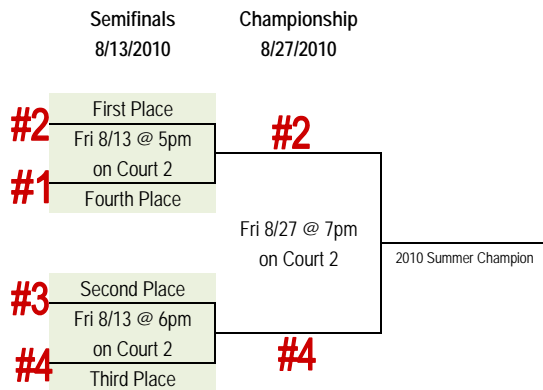 Semifinals
8/13/2010
Championship
8/27/2010
First Place
#2
Fri 8/13 @ 5pm
on Court 2
#1
Fourth Place
#2
Fri 8/27 @ 7pm
on Court 2
2010 Summer Champion
Second Place
#3
Fri 8/13 @ 6pm
on Court 2
#4
Third Place
#4